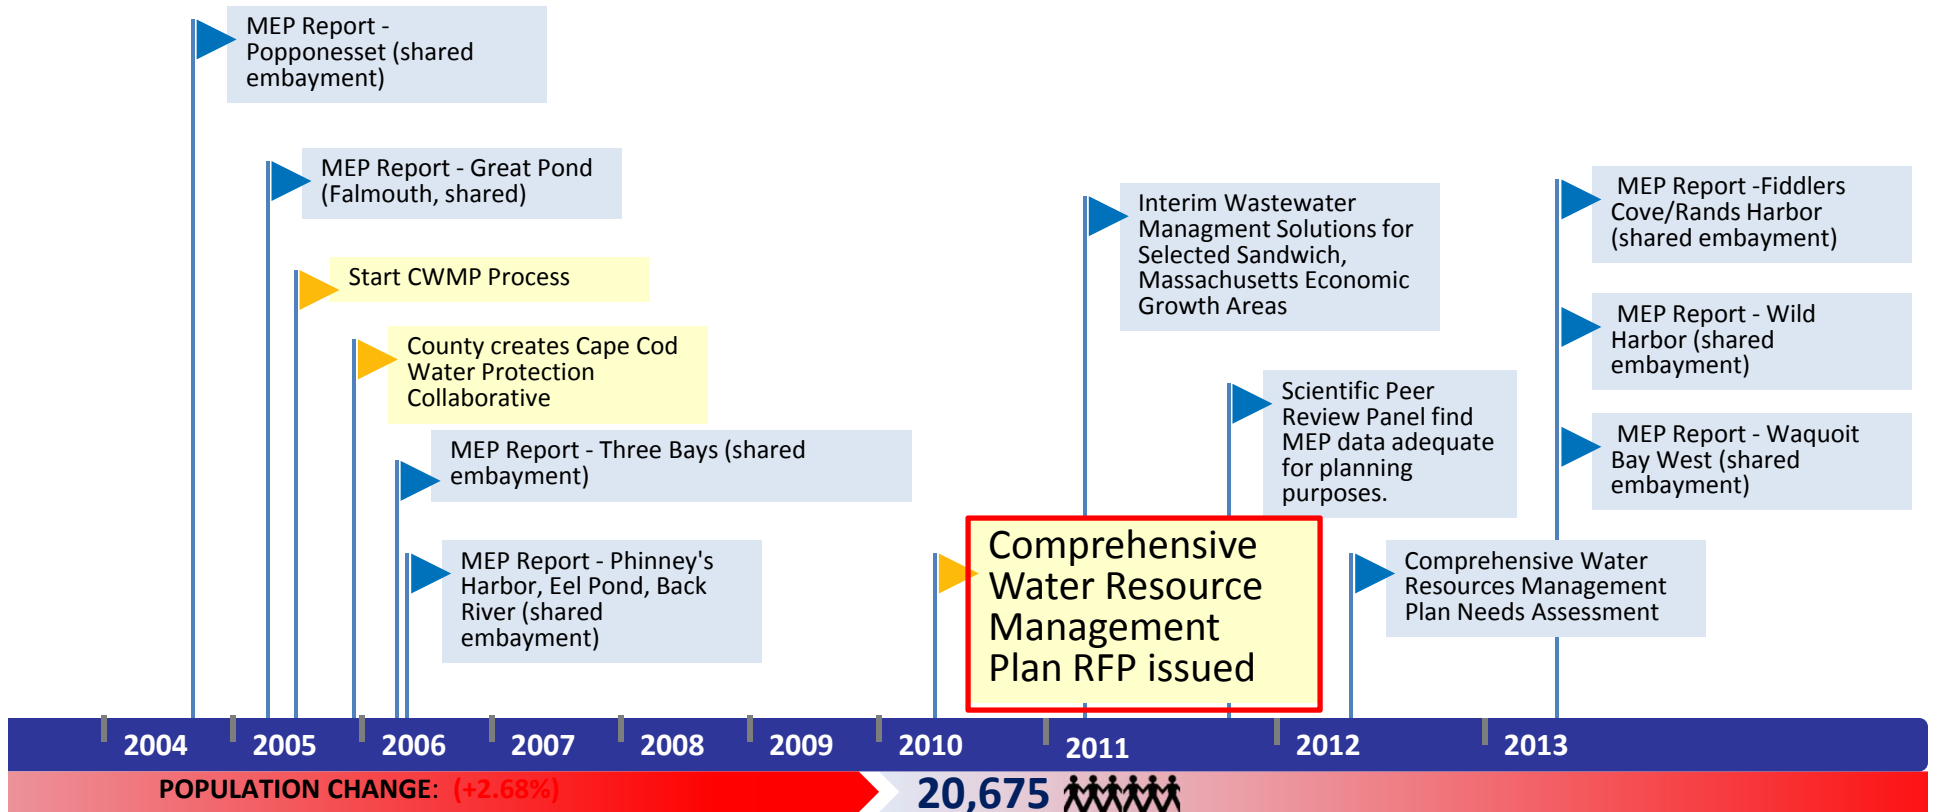 MEP Report -
Popponesset (shared
embayment)
MEP Report - Great Pond
(Falmouth, shared)
Start CWMP Process
County creates Cape Cod
Water Protection
Collaborative
MEP Report - Three Bays (shared
embayment)
MEP Report - Phinney's
Harbor, Eel Pond, Back
River (shared
embayment)
Comprehensive
Water Resource
Management
Plan RFP issued
Interim Wastewater
Managment Solutions for
Selected Sandwich,
Massachusetts Economic
Growth Areas
Scientific Peer
Review Panel find
MEP data adequate
for planning
purposes.
Comprehensive Water
Resources Management
Plan Needs Assessment
MEP Report -Fiddlers
Cove/Rands Harbor
(shared embayment)
MEP Report - Wild
Harbor (shared
embayment)
MEP Report - Waquoit
Bay West (shared
embayment)
2004 2005 2006 2007 2008 2009 2010 2011 2012 2013
POPULATION CHANGE: (+2.68%) 20,675